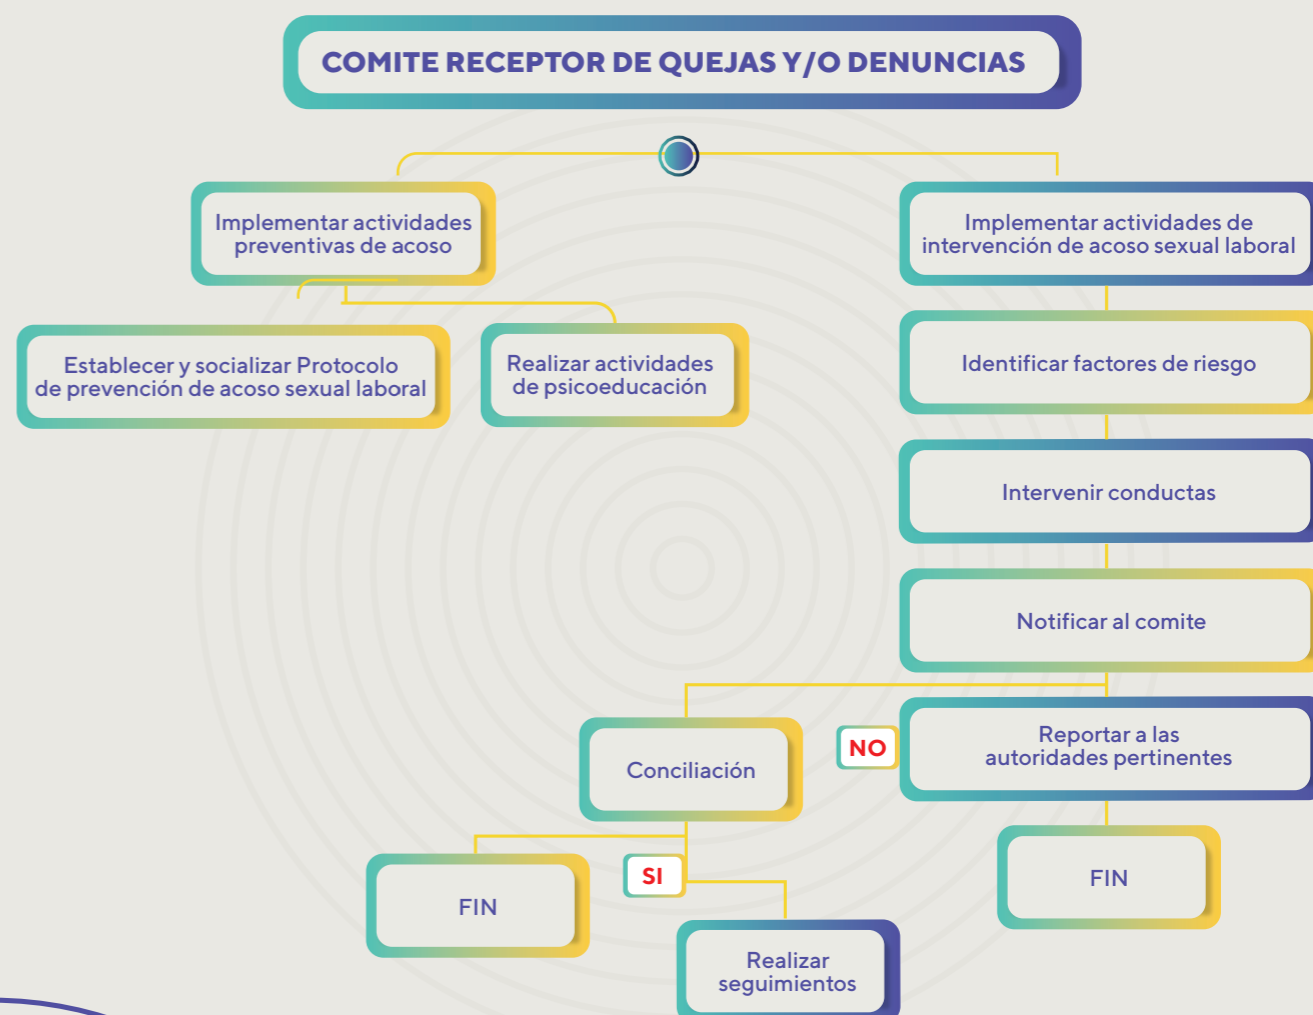 COMITE RECEPTOR DE QUEJAS Y/O DENUNCIAS
Implementar actividades
preventivas de acoso
Implementar actividades de
intervención de acoso sexual laboral
Establecer y socializar Protocolo
de prevención de acoso sexual laboral
Realizar actividades
de psicoeducación
Identificar factores de riesgo
Intervenir conductas
Notificar al comite
Conciliación
NO
Reportar a las
autoridades pertinentes
FIN
SI
FIN
Realizar
seguimientos